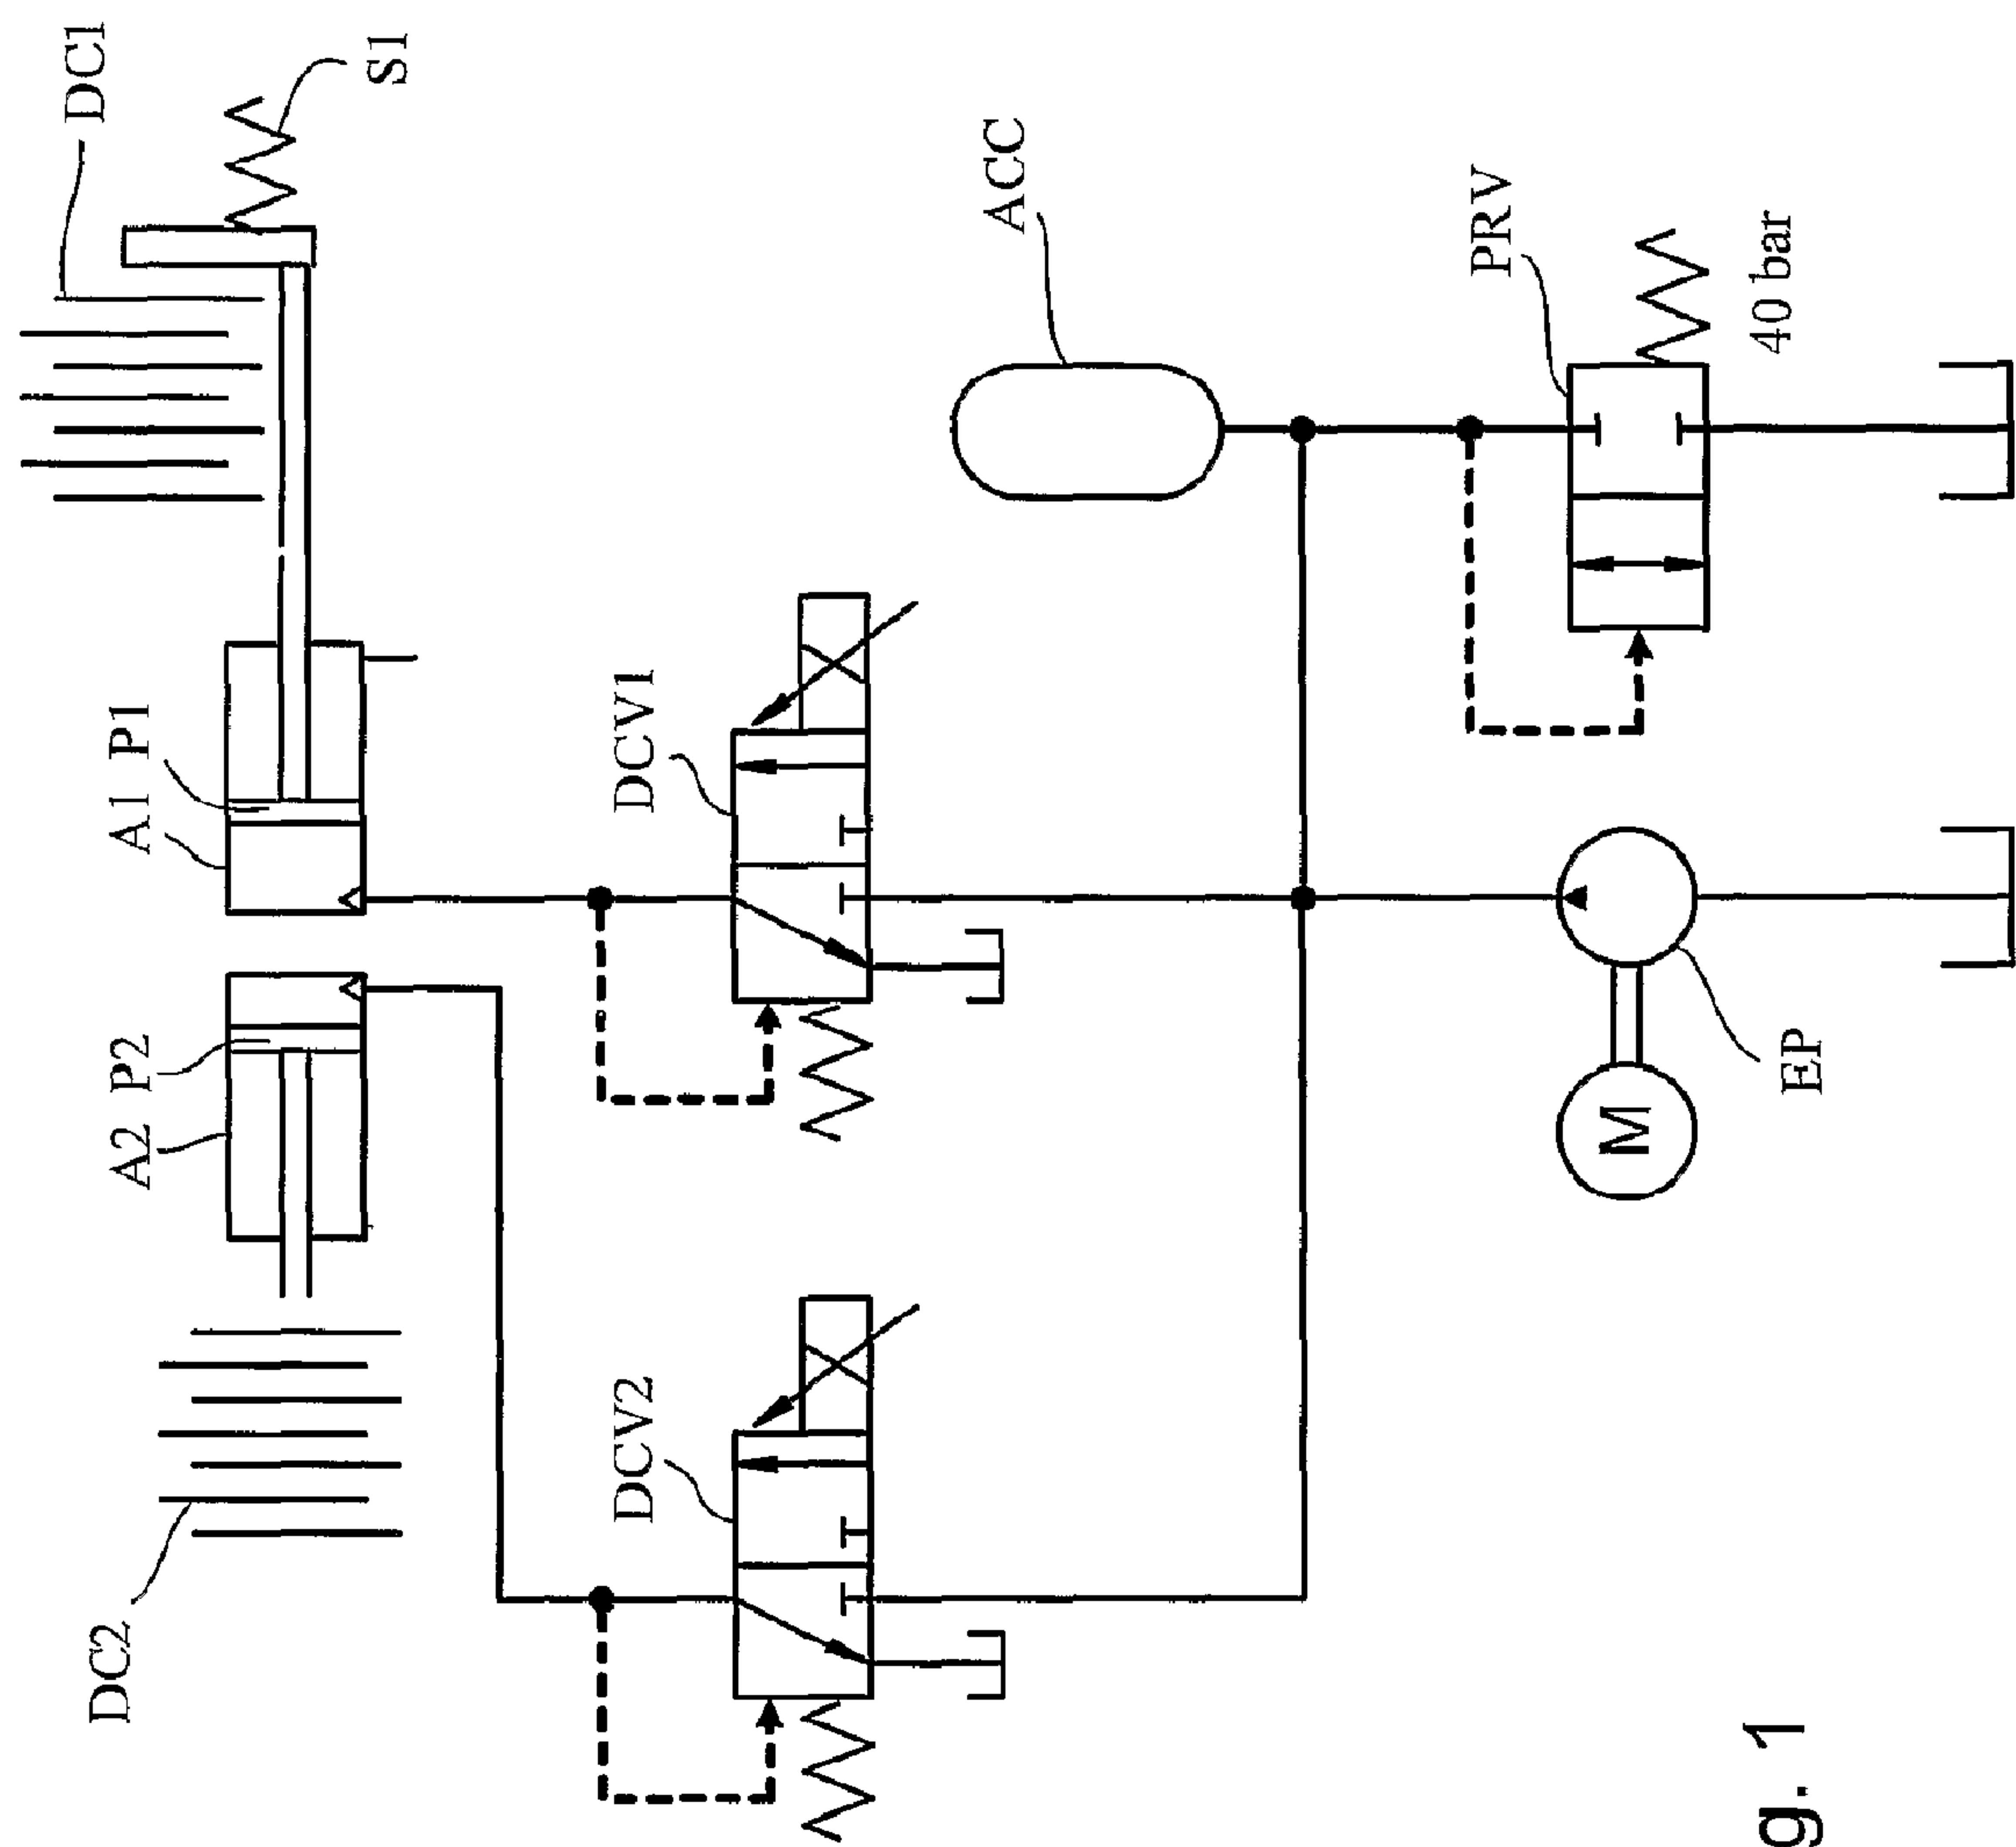 DC1
S1
A1 P1
A2 P2
DC2
DCV1
DCV2
ACC
PRV
40 bar
M
EP
g. 1